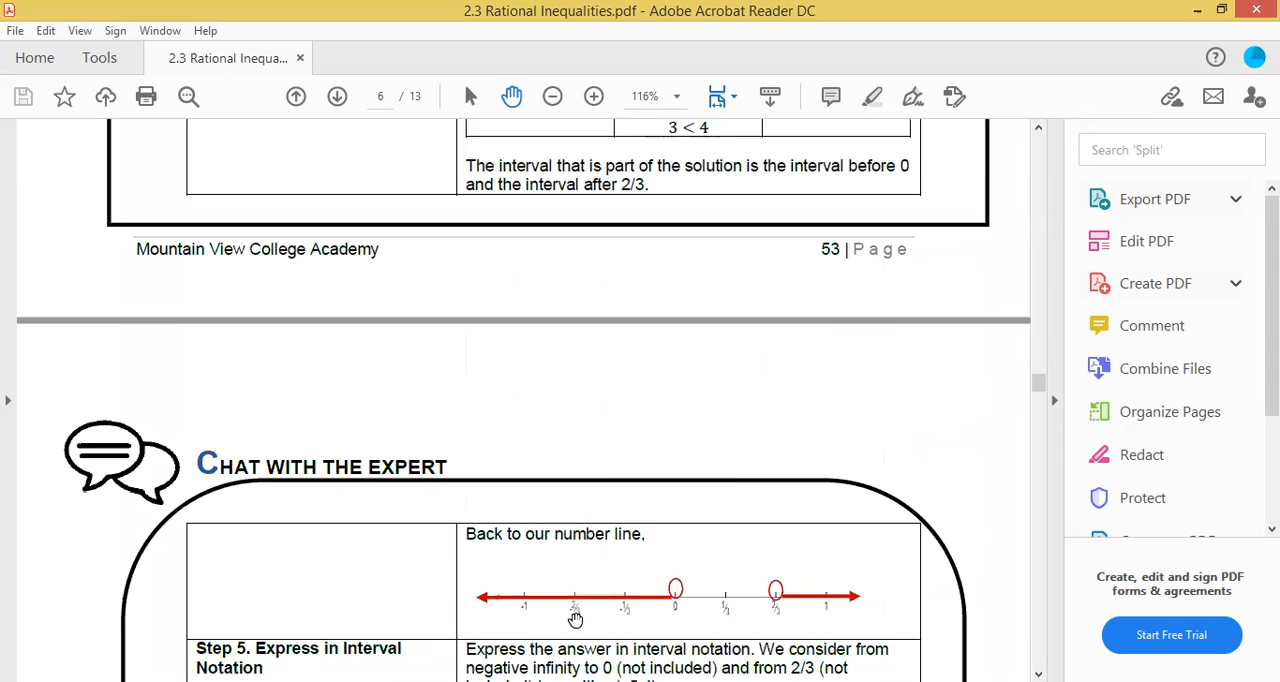 2.3 Rational Inequalities.pdf - Adobe Acrobat Reader DC
File Edit View Sign Window Help
Home Tools 2.3 Rational Inequa... ×
6 / 13 116%
3 < 4
The interval that is part of the solution is the interval before 0
and the interval after 2/3.
Mountain View College Academy 53 | Page
CHAT WITH THE EXPERT
Back to our number line,
-1 0 1
Step 5. Express in Interval
Notation
Express the answer in interval notation. We consider from
negative infinity to 0 (not included) and from 2/3 (not
Search 'Split'
Export PDF
Edit PDF
Create PDF
Comment
Combine Files
Organize Pages
Redact
Protect
Create, edit and sign PDF
forms & agreements
Start Free Trial